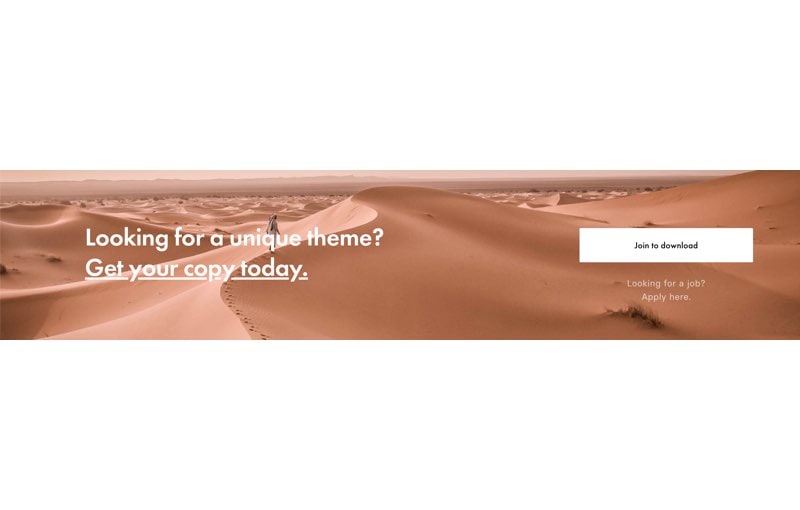 Looking for a unique theme?
Get your copy today.
Join to download
Looking for a job?
Apply here.